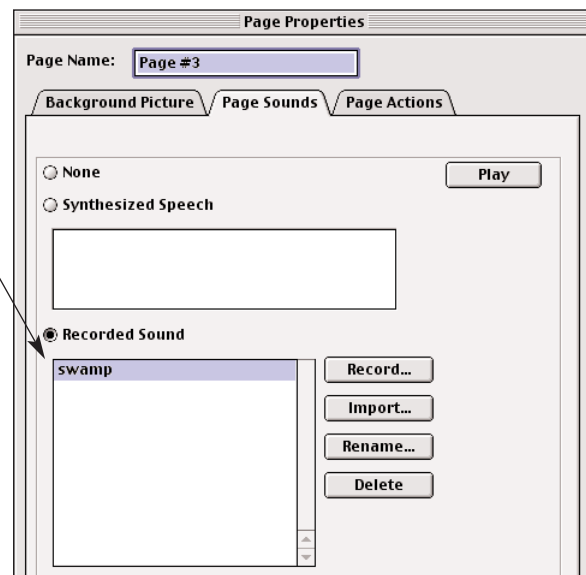 Page Properties
Page Name: Page #3
Background Picture Page Sounds Page Actions
None
Play
Synthesized Speech
Recorded Sound
swamp
Record...
Import...
Rename...
Delete